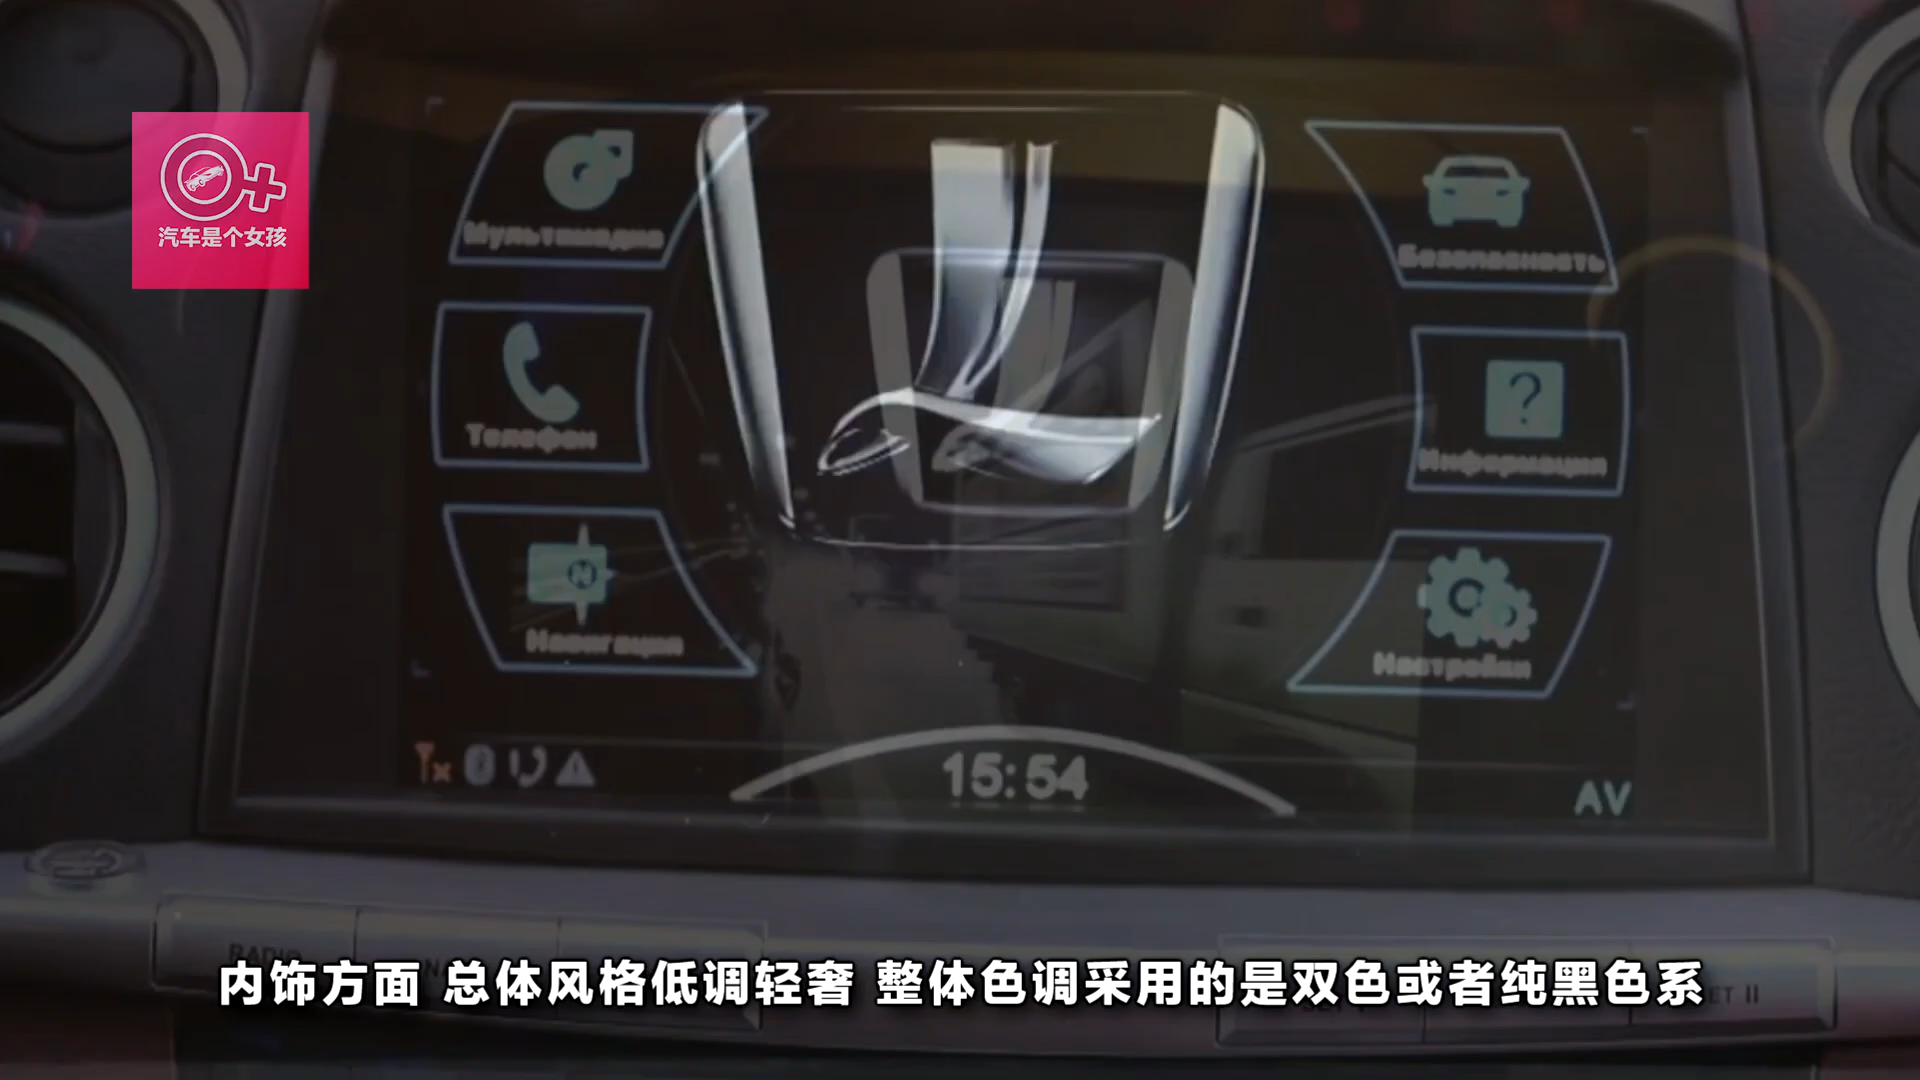 汽车是个女孩
Мультимедиа
Безопасность
Телефон
?
Информация
N
Навигация
Настройки
15:54
AV
RADIO
内饰方面 总体风格低调轻奢 整体色调采用的是双色或者纯黑色系